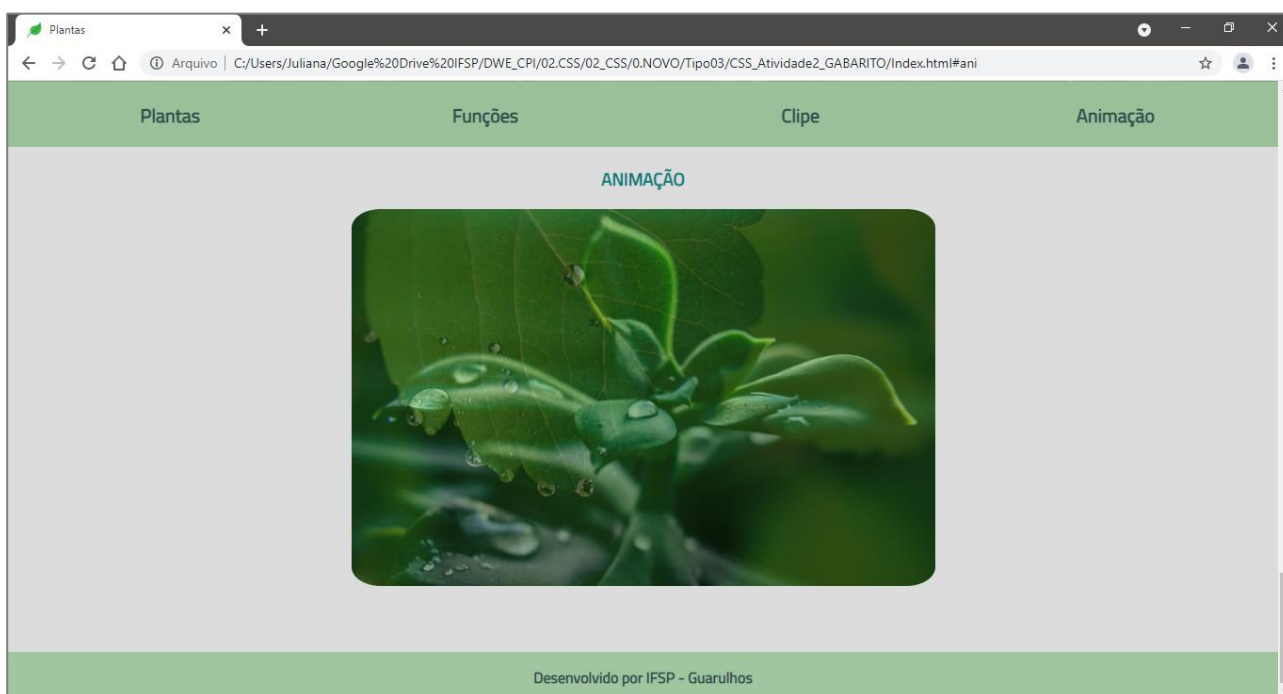 Plantas
Arquivo C:/Users/Juliana/Google%20Drive%20IFSP/DWE_CPI/02.CSS/02_CSS/0.NOVO/Tipo03/CSS_Atividade2_GABARITO/Index.html#ani
Plantas Funções Clipe Animação
ANIMAÇÃO
Desenvolvido por IFSP - Guarulhos